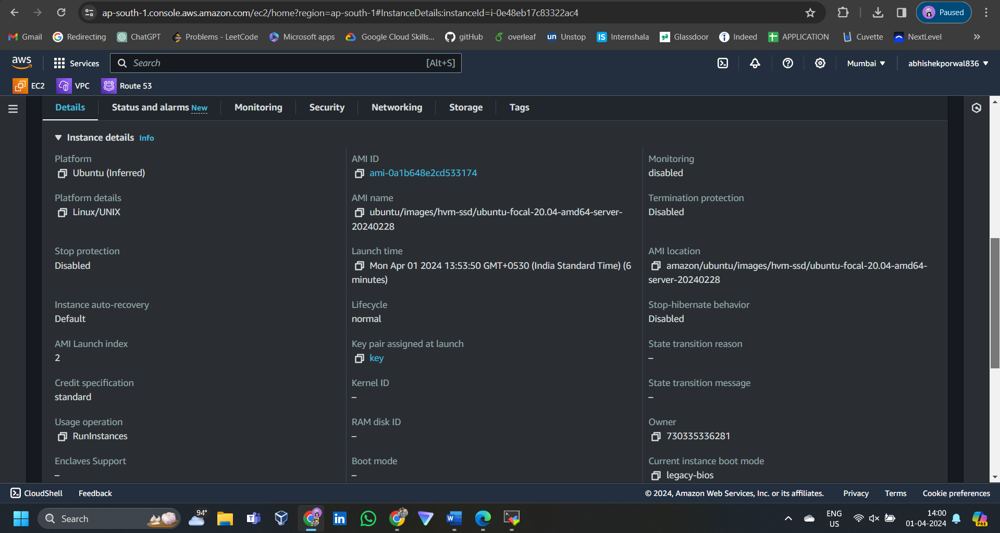 ap-south-1.console.aws.amazon.com/ec2/home?region=ap-south-1#InstanceDetails:instanceId=i-0e48eb17c83322ac4
Paused
Gmail
Redirecting
ChatGPT
Problems - LeetCode
Microsoft apps
Google Cloud Skills...
gitHub
overleaf
un Unstop
IS Internshala
Glassdoor
Indeed
APPLICATION
Cuvette
NextLevel
»
aws
Services
Search
[Alt+S]
Mumbai
abhishekporwal836
EC2
VPC
53
Route 53
Details
Status and alarms New
Monitoring
Security
Networking
Storage
Tags
Instance details Info
Platform
Ubuntu (Inferred)
AMI ID
ami-0a1b648e2cd533174
Monitoring
disabled
Platform details
Linux/UNIX
AMI name
ubuntu/images/hvm-ssd/ubuntu-focal-20.04-amd64-server-
20240228
Termination protection
Disabled
Stop protection
Disabled
Launch time
Mon Apr 01 2024 13:53:50 GMT+0530 (India Standard Time) (6
minutes)
AMI location
amazon/ubuntu/images/hvm-ssd/ubuntu-focal-20.04-amd64-
server-20240228
Instance auto-recovery
Default
Lifecycle
normal
Stop-hibernate behavior
Disabled
AMI Launch index
2
Key pair assigned at launch
key
State transition reason
–
Credit specification
standard
Kernel ID
–
State transition message
–
Usage operation
RunInstances
RAM disk ID
–
Owner
730335336281
Enclaves Support
–
Boot mode
–
Current instance boot mode
legacy-bios
CloudShell
Feedback
© 2024, Amazon Web Services, Inc. or its affiliates.
Privacy
Terms
Cookie preferences
Search
94°
in
W
ENG
US
14:00
01-04-2024
PRE